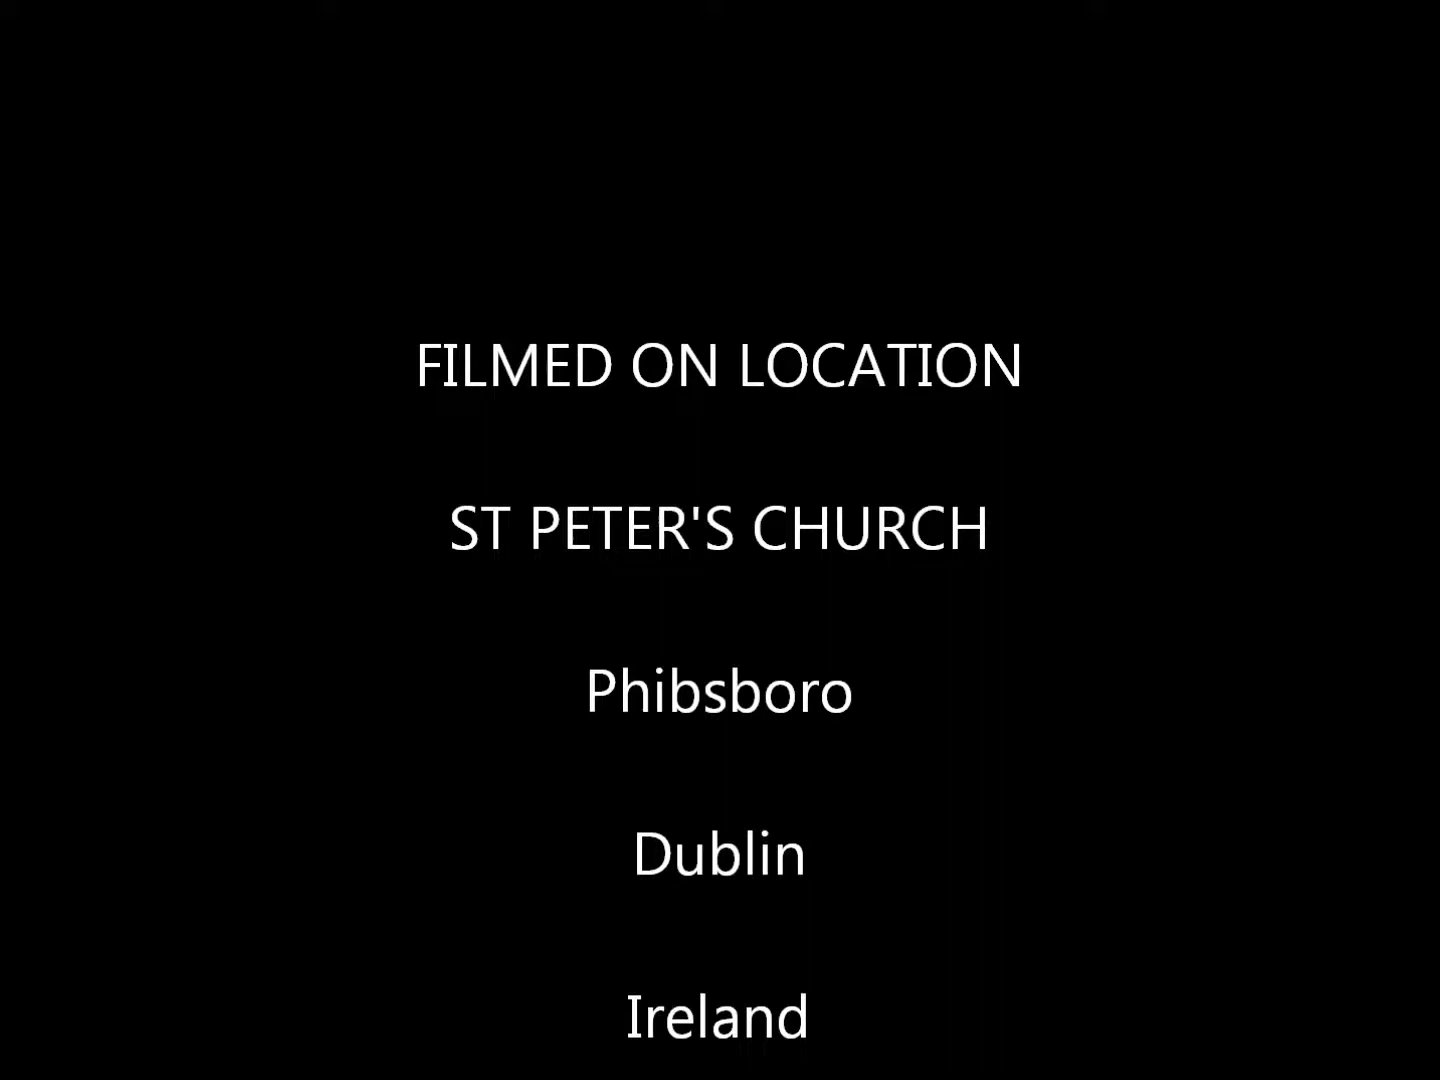 FILMED ON LOCATION
ST PETER'S CHURCH
Phibsboro
Dublin
Ireland